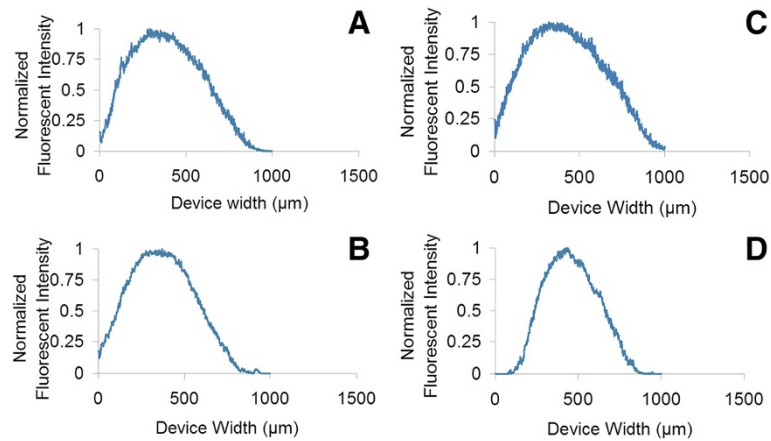 A
Normalized
Fluorescent Intensity
1
0.75
0.5
0.25
0
0 500 1000 1500
Device width (µm)
C
Normalized
Fluorescent Intensity
1
0.75
0.5
0.25
0
0 500 1000 1500
Device Width (µm)
B
Normalized
Fluorescent Intensity
1
0.75
0.5
0.25
0
0 500 1000 1500
Device Width (µm)
D
Normalized
Fluorescent Intensity
1
0.75
0.5
0.25
0
0 500 1000 1500
Device Width (µm)